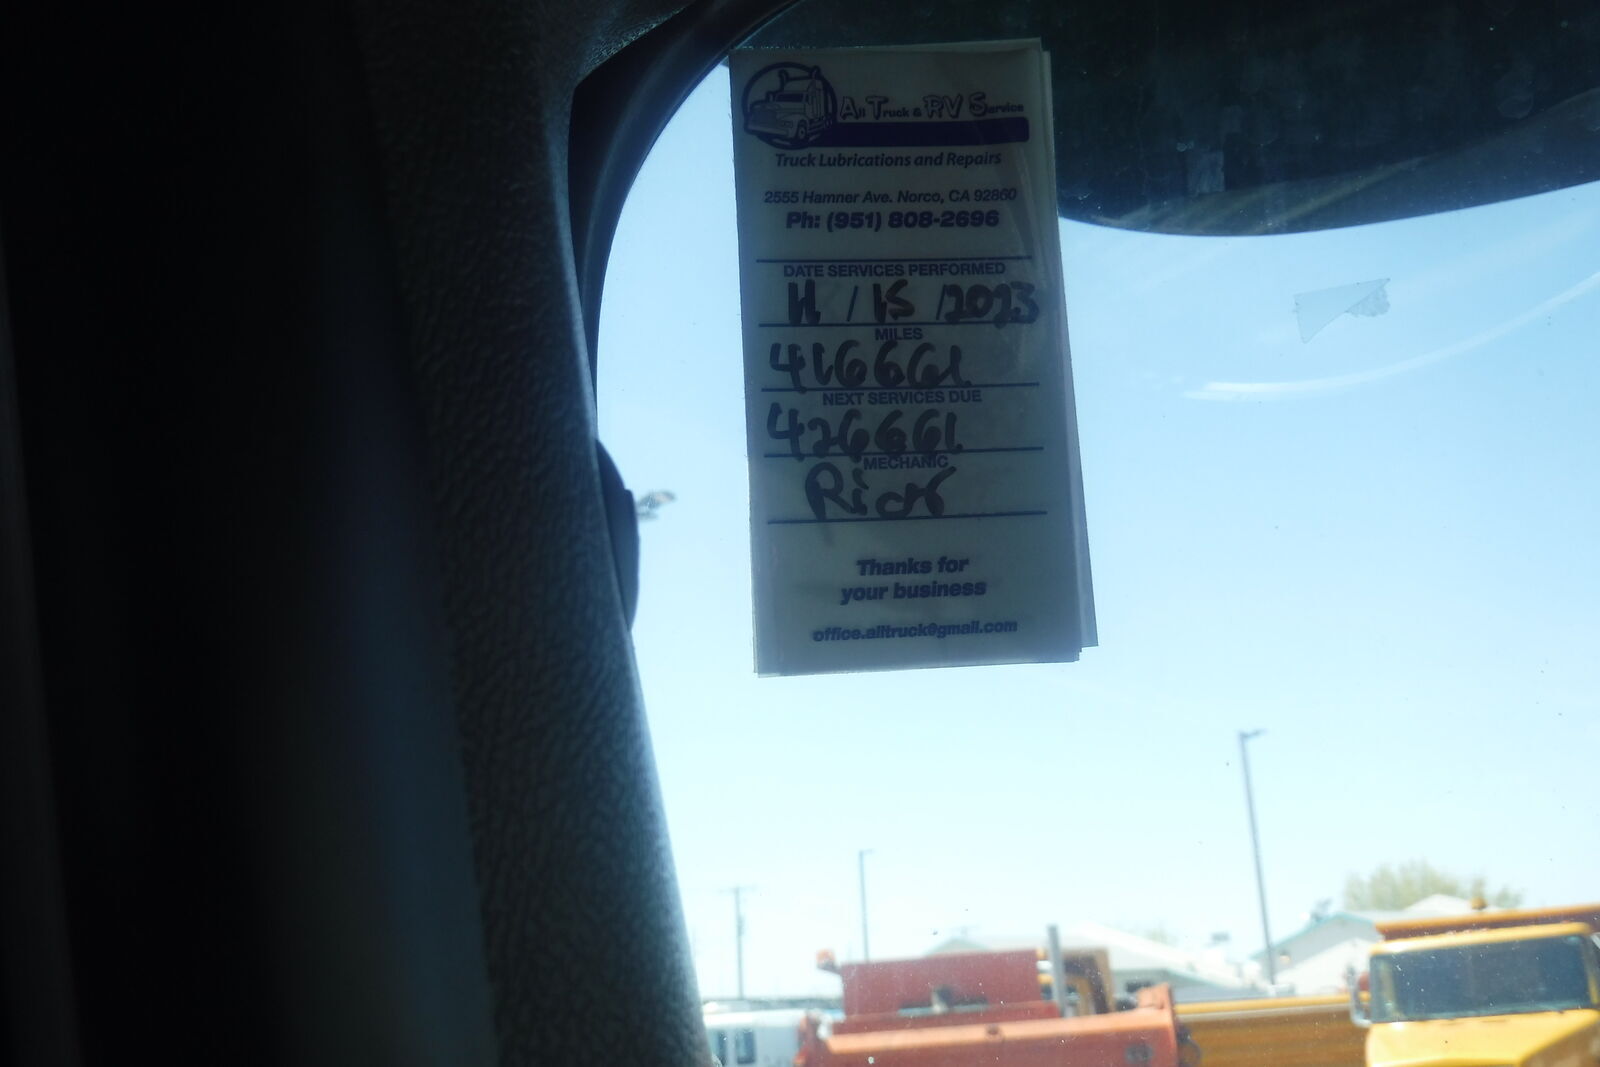 All Truck & RV Service
Truck Lubrications and Repairs
2555 Hamner Ave. Norco, CA 92860
Ph: (951) 808-2696
DATE SERVICES PERFORMED
11 / 15 / 2023
MILES
416661
NEXT SERVICES DUE
426661
MECHANIC
Thanks for
your business
office.alltruck@gmail.com